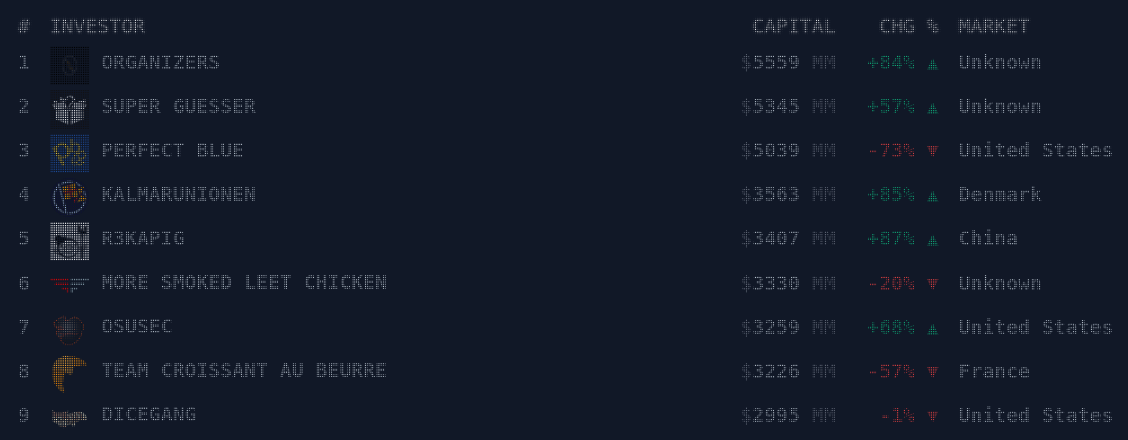 # INVESTOR CAPITAL CHG % MARKET
1 ORGANIZERS $5559 MM +84% ▲ Unknown
2 SUPER GUESSER $5345 MM +57% ▲ Unknown
3 PERFECT BLUE $5039 MM -73% ▼ United States
4 KALMARUNIONEN $3563 MM +85% ▲ Denmark
5 R3KAPIG $3407 MM +87% ▲ China
6 MORE SMOKED LEET CHICKEN $3330 MM -20% ▼ Unknown
7 OSUSEC $3259 MM +68% ▲ United States
8 TEAM CROISSANT AU BEURRE $3226 MM -57% ▼ France
9 DICEGANG $2995 MM -1% ▼ United States